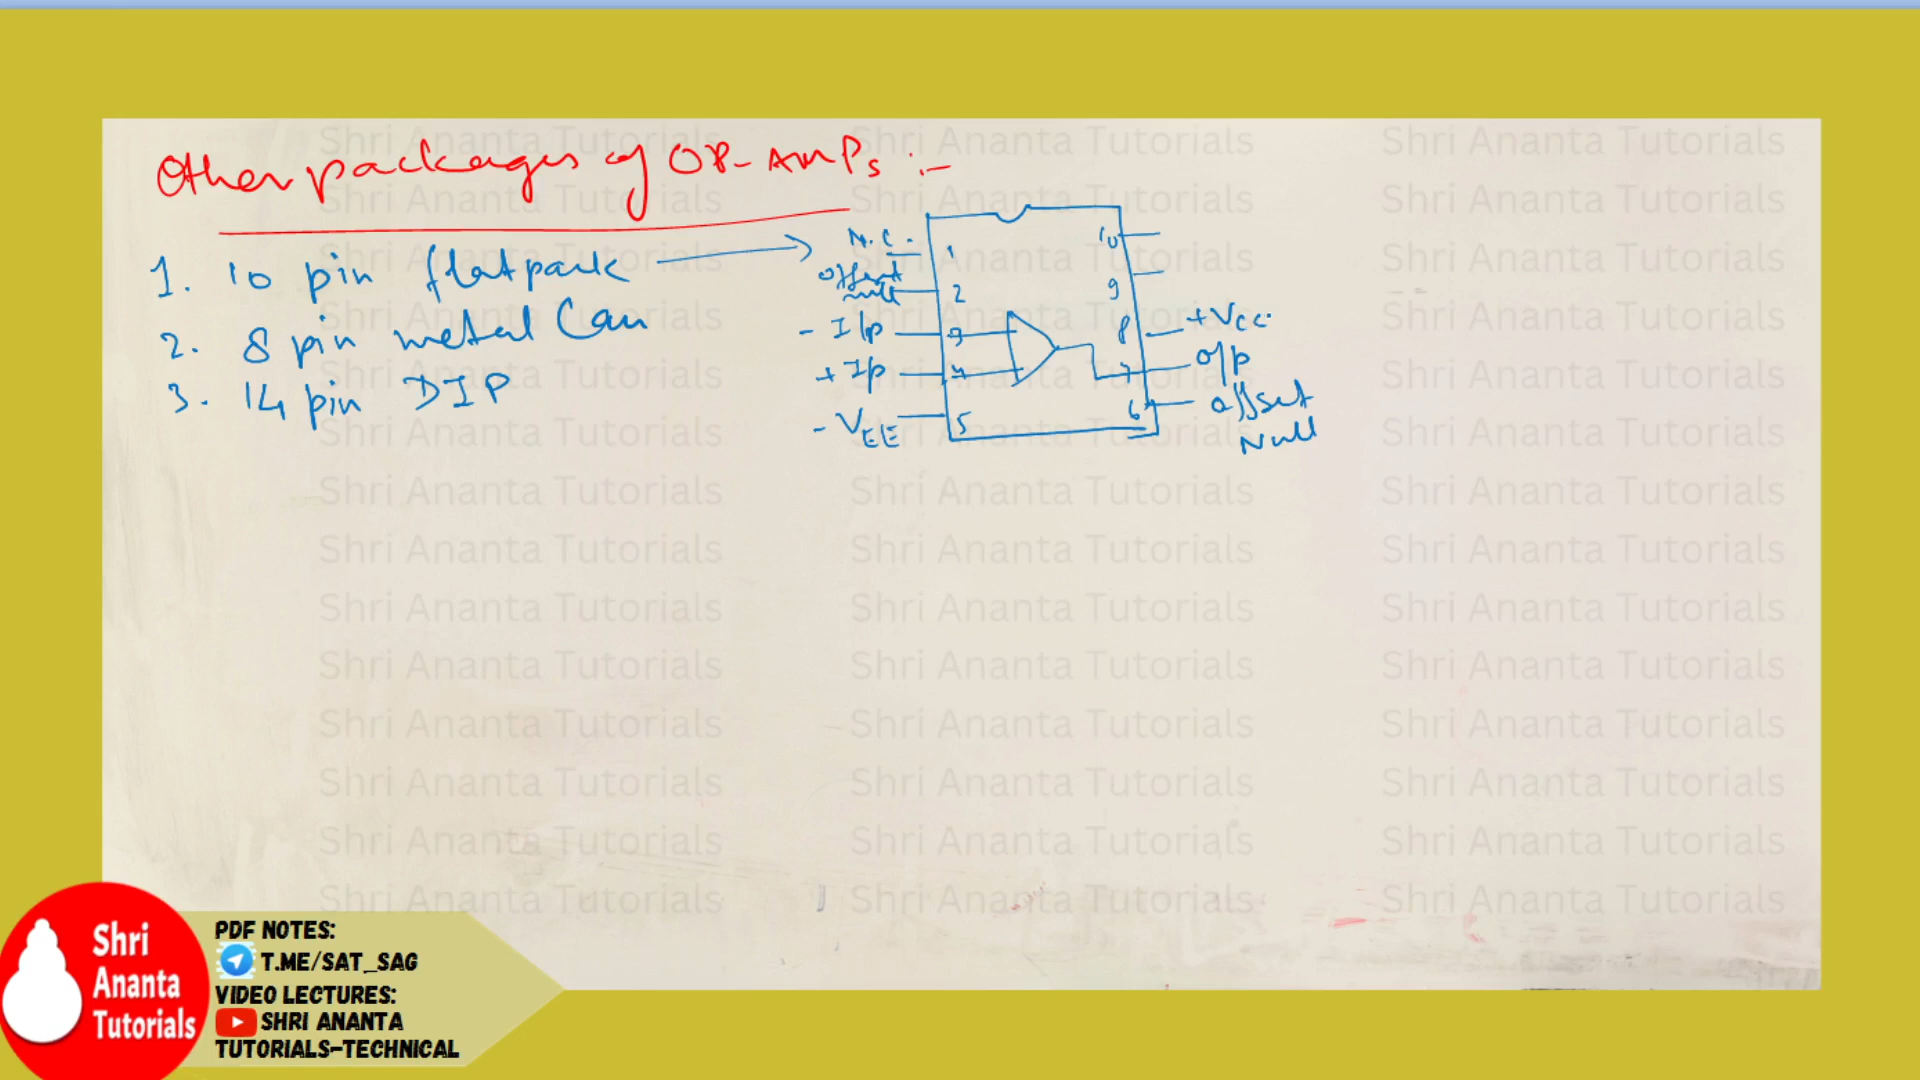 Other packages of OP-AMPs :-
1. 10 pin flatpack
2. 8 pin metal Can
3. 14 pin DIP
N.C. 1 10
offset null 2 9
- I/p 3 8 +VCC
+ I/p 4 7 o/p
- VEE 5 6 offset Null
Shri Ananta Tutorials
PDF NOTES:
T.ME/SAT_SAG
VIDEO LECTURES:
SHRI ANANTA
TUTORIALS-TECHNICAL